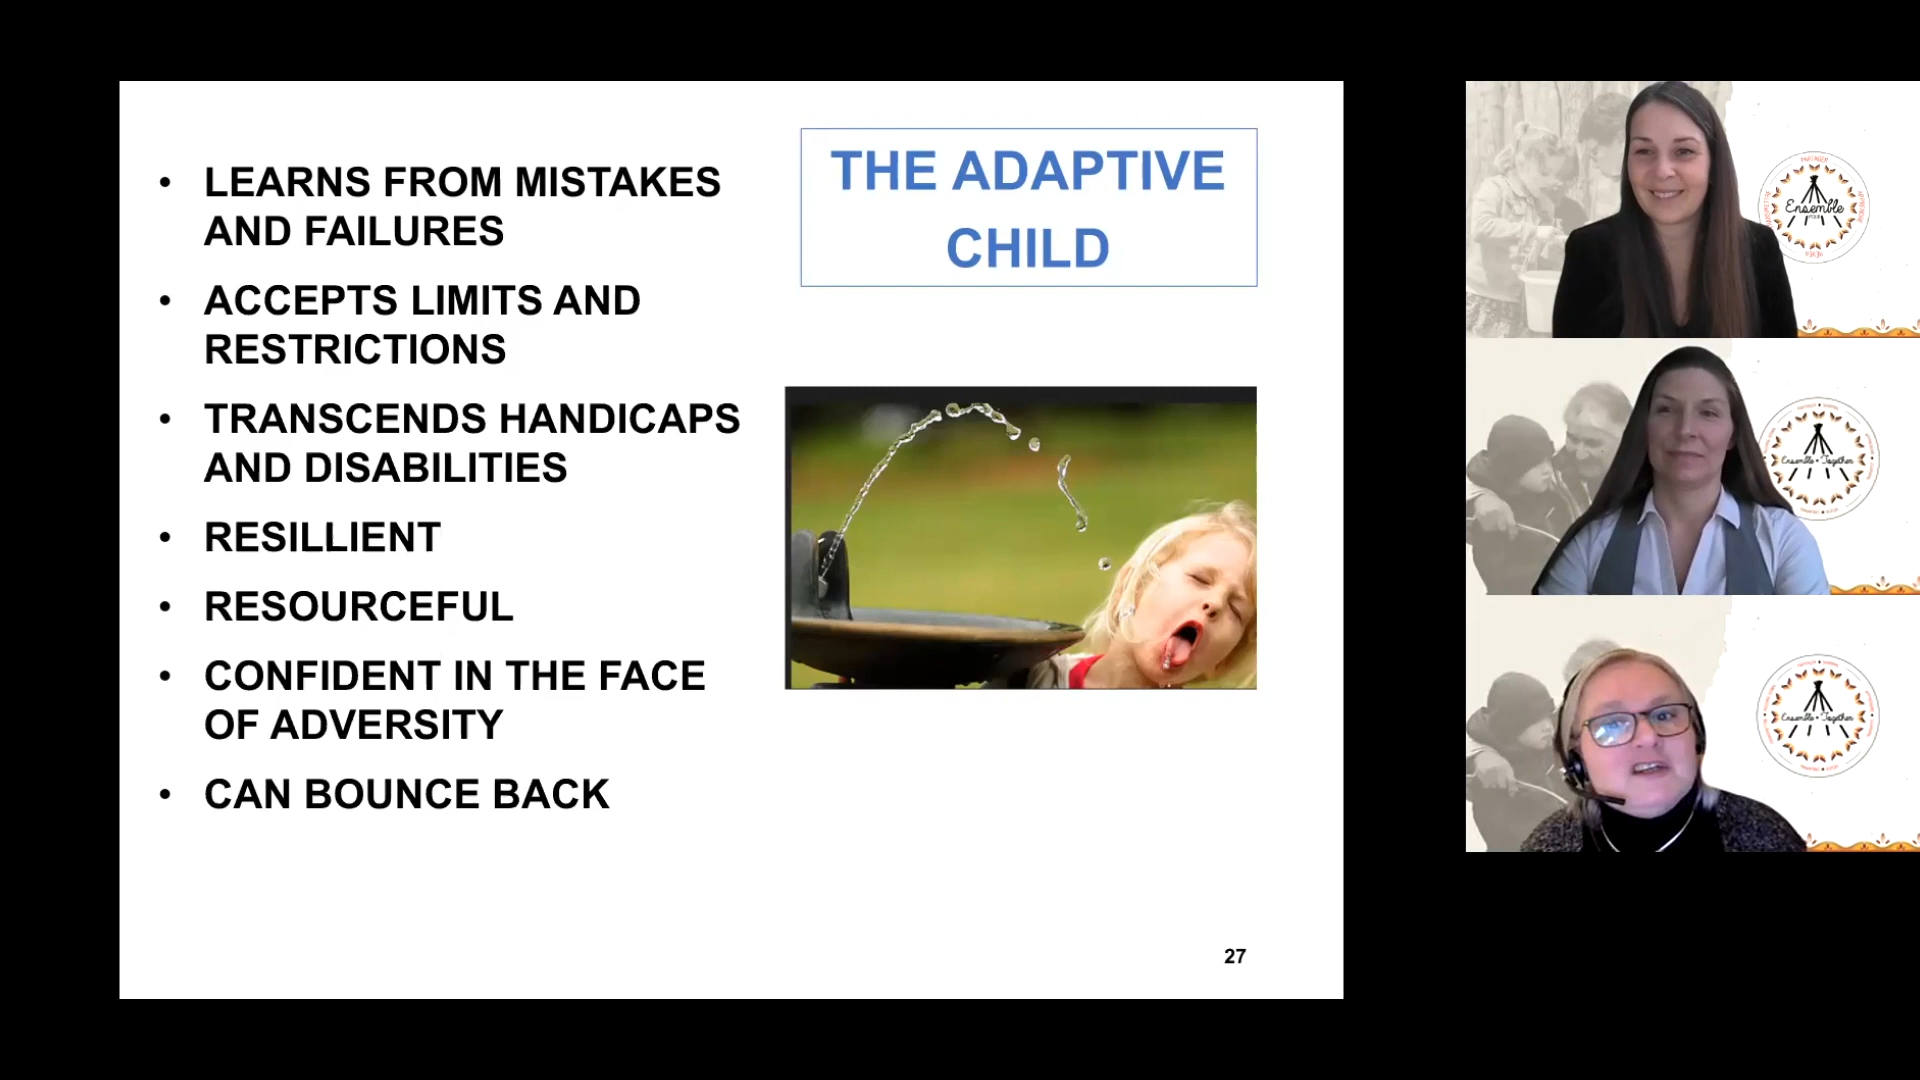 • LEARNS FROM MISTAKES
AND FAILURES
• ACCEPTS LIMITS AND
RESTRICTIONS
• TRANSCENDS HANDICAPS
AND DISABILITIES
• RESILLIENT
• RESOURCEFUL
• CONFIDENT IN THE FACE
OF ADVERSITY
• CAN BOUNCE BACK
THE ADAPTIVE
CHILD
27
Ensemble
Ensemble • Together
Ensemble • Together